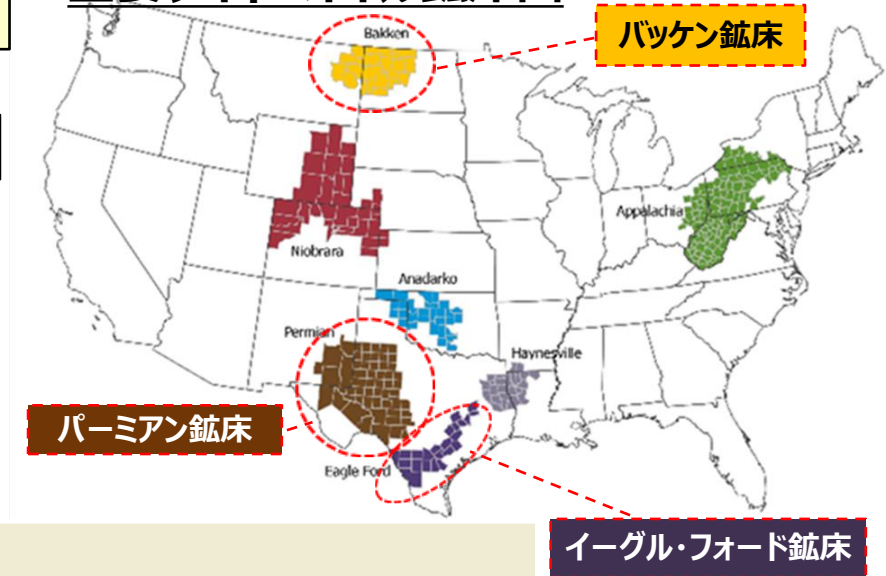 Bakken
バッケン鉱床
Appalachia
Niobrara
Anadarko
Permian
Haynesville
パーミアン鉱床
Eagle Ford
イーグル・フォード鉱床